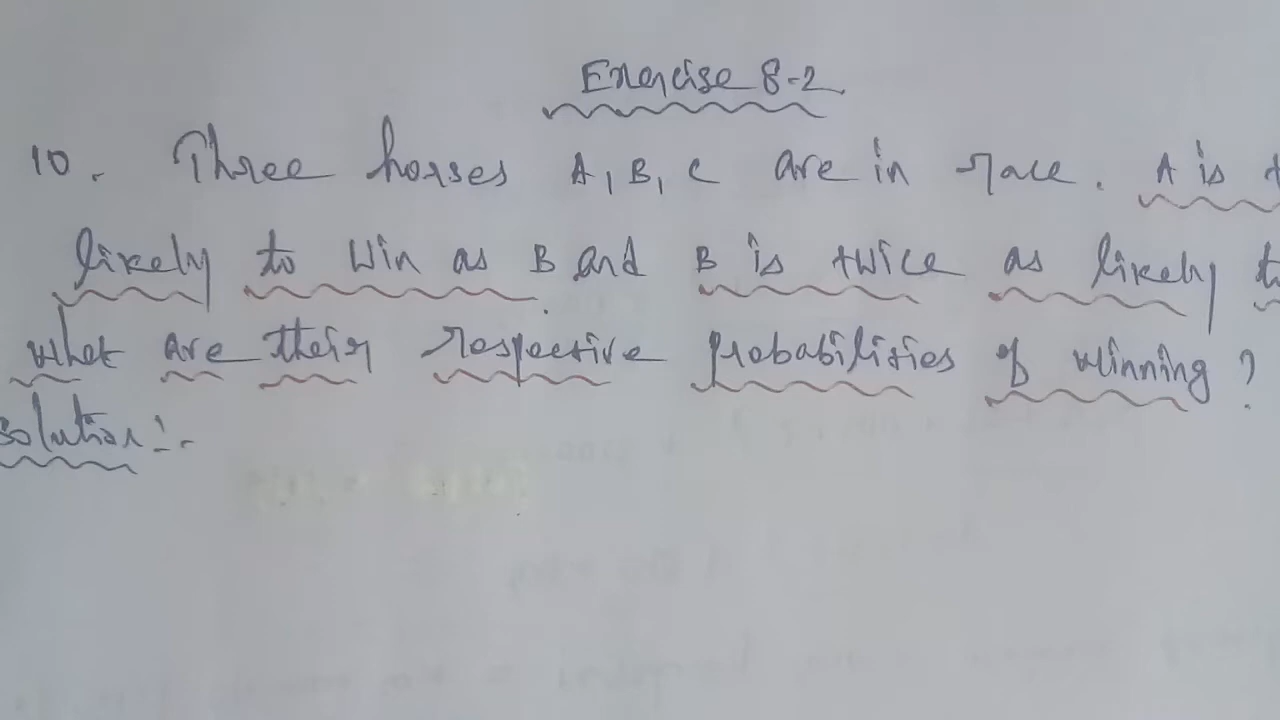 Exercise 8-2.
10. Three horses A, B, C are in race. A is
likely to win as B and B is twice as likely
what are their respective probabilities of winning?
solution:-